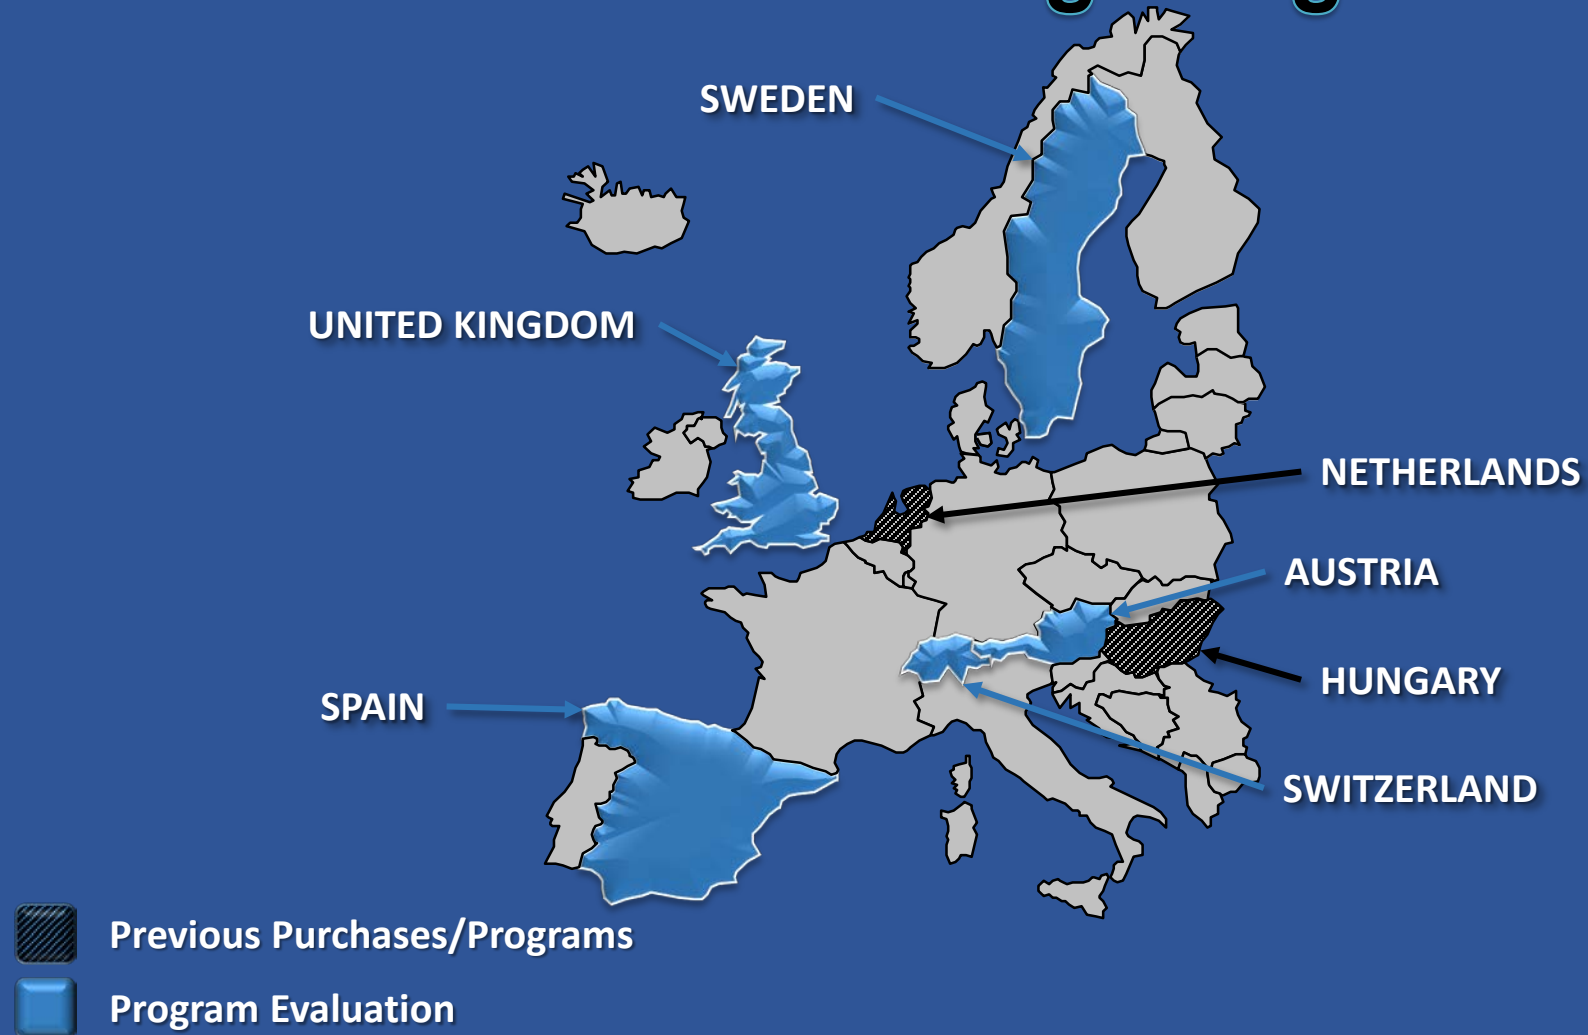 SWEDEN
UNITED KINGDOM
NETHERLANDS
AUSTRIA
HUNGARY
SPAIN
SWITZERLAND
Previous Purchases/Programs
Program Evaluation